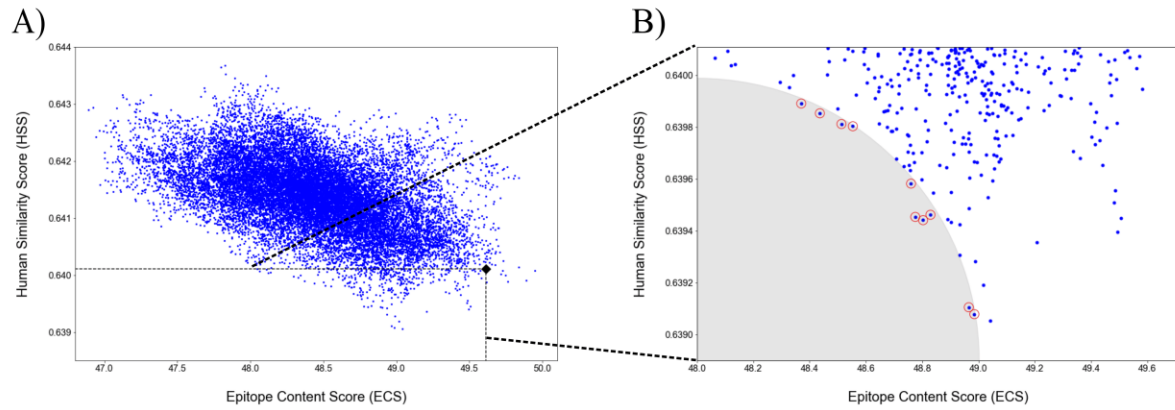 A)
0.644
0.643
0.642
0.641
0.640
0.639
Human Similarity Score (HSS)
47.0 47.5 48.0 48.5 49.0 49.5 50.0
Epitope Content Score (ECS)
B)
0.6400
0.6398
0.6396
0.6394
0.6392
0.6390
Human Similarity Score (HSS)
48.0 48.2 48.4 48.6 48.8 49.0 49.2 49.4 49.6
Epitope Content Score (ECS)